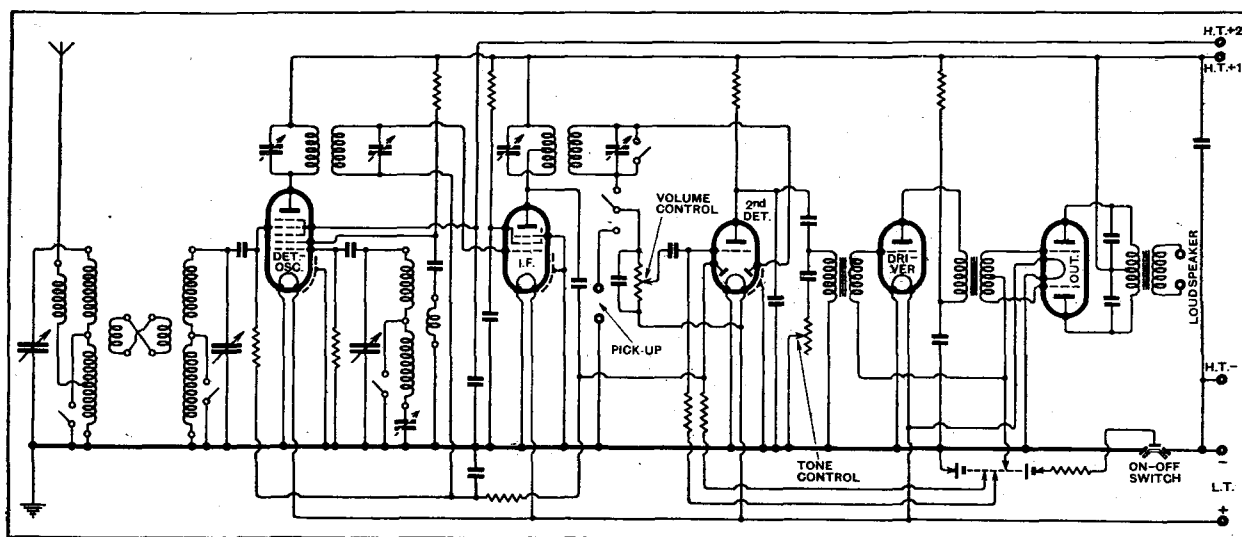 H.T.+2
H.T.+1
DET.-
OSC.
I.F.
VOLUME
CONTROL
2nd
DET.
DRI-
VER
OUT.
LOUDSPEAKER
PICK-UP
H.T.-
TONE
CONTROL
ON-OFF
SWITCH
-
L.T.
+